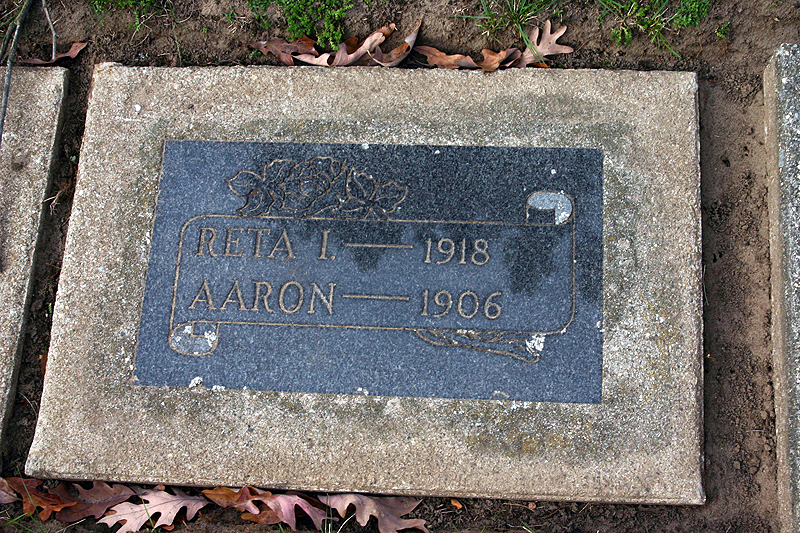 RETA I. — 1918
AARON — 1906